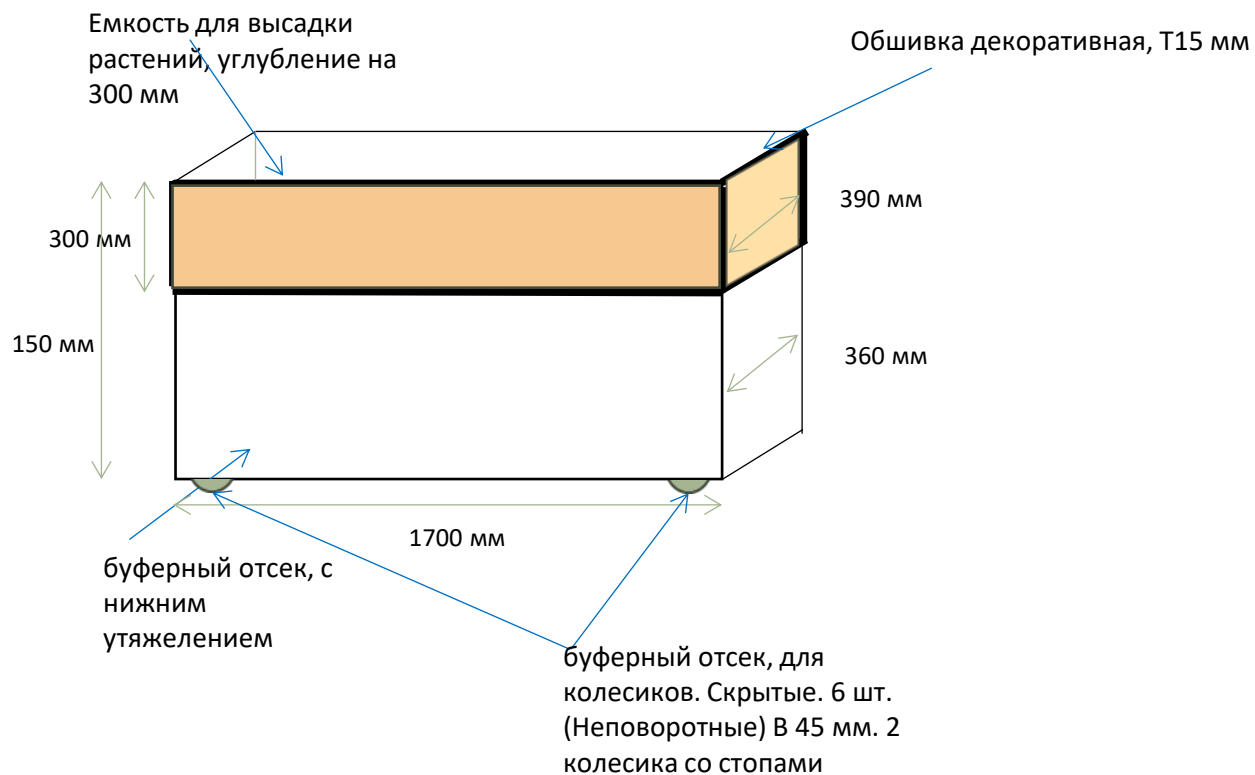 Емкость для высадки
растений, углубление на
300 мм
Обшивка декоративная, Т15 мм
390 мм
300 мм
150 мм
360 мм
1700 мм
буферный отсек, с
нижним
утяжелением
буферный отсек, для
колесиков. Скрытые. 6 шт.
(Неповоротные) В 45 мм. 2
колесика со стопами